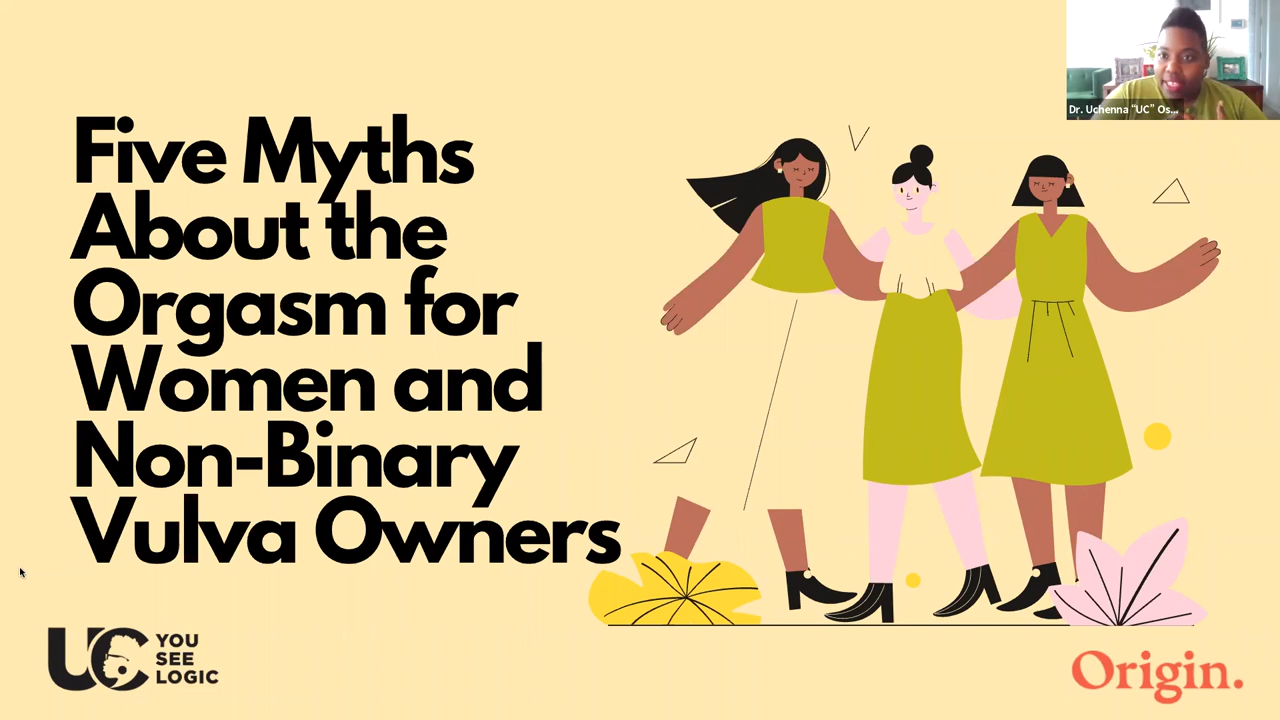 Dr. Uchenna "UC" Os...
Five Myths
About the
Orgasm for
Women and
Non-Binary
Vulva Owners
UC
YOU
SEE
LOGIC
Origin.